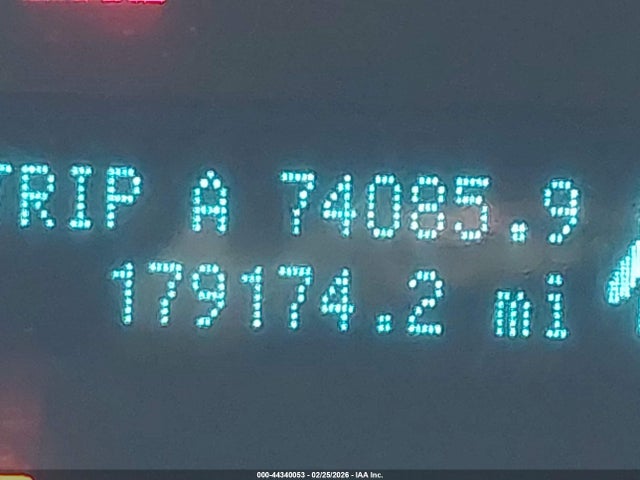 TRIP A 74085.9
179174.2 mi
000-44340053 - 02/25/2026 - IAA Inc.